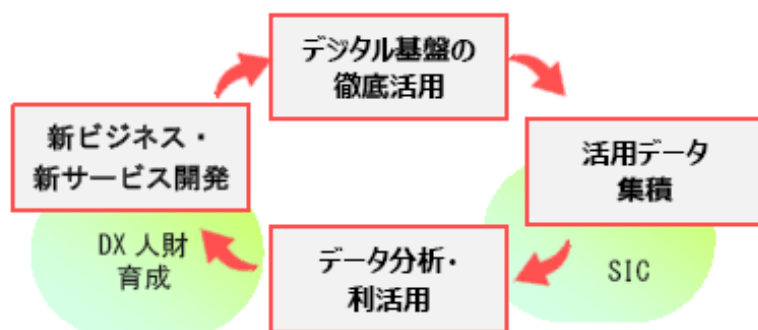 デジタル基盤の
徹底活用
新ビジネス・
新サービス開発
活用データ
集積
DX 人財
育成
データ分析・
利活用
SIC